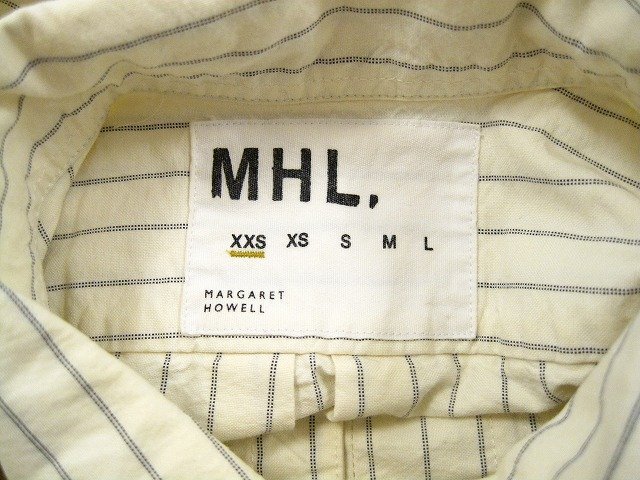 MHL.
XXS XS S M L
MARGARET
HOWELL